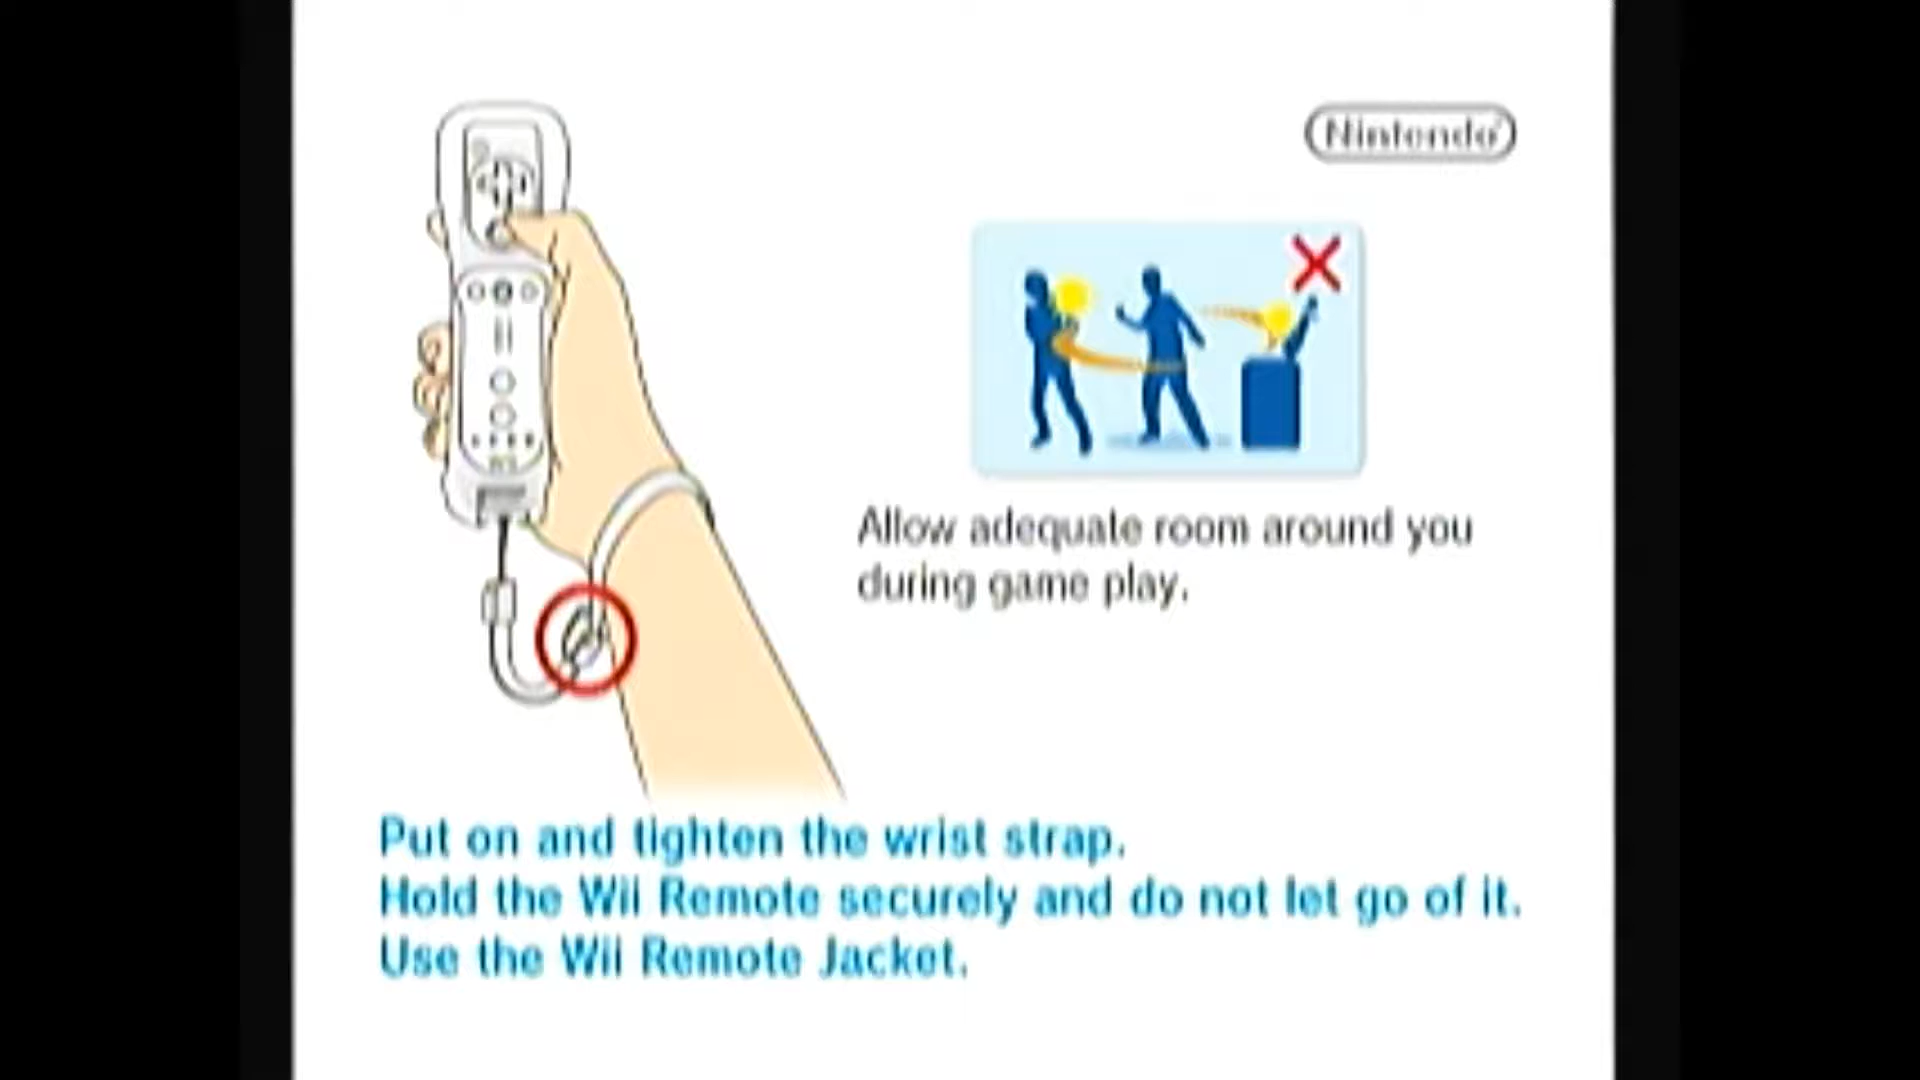 Nintendo
Allow adequate room around you
during game play.
Put on and tighten the wrist strap.
Hold the Wii Remote securely and do not let go of it.
Use the Wii Remote Jacket.